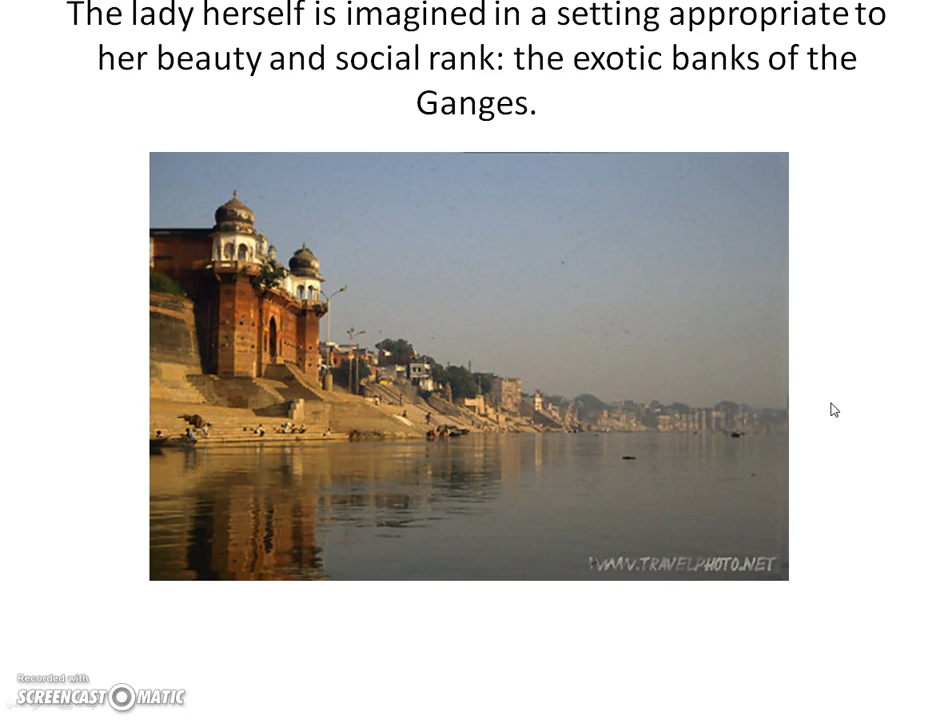 The lady herself is imagined in a setting appropriate to
her beauty and social rank: the exotic banks of the
Ganges.
WWW.TRAVELPHOTO.NET
Recorded with
SCREENCAST MATIC